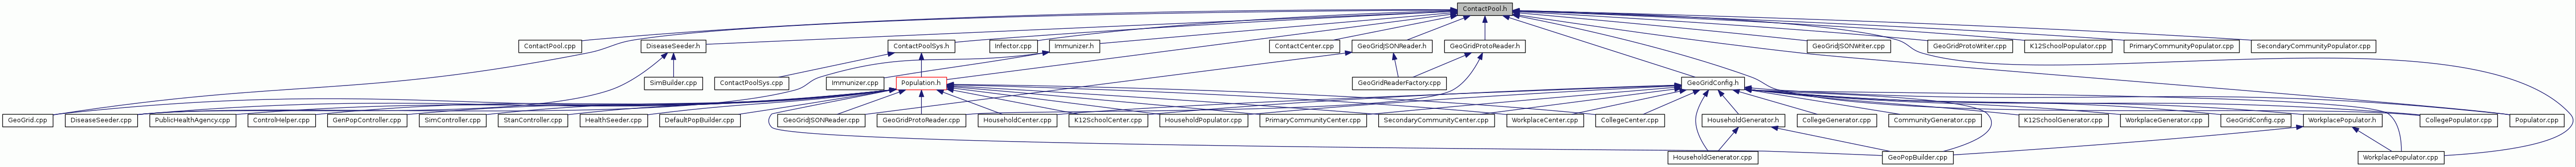 ContactPool.h
ContactPool.cpp
DiseaseSeeder.h
ContactPoolSys.h
Infector.cpp
Immunizer.h
ContactCenter.cpp
GeoGridJSONReader.h
GeoGridProtoReader.h
GeoGridJSONWriter.cpp
GeoGridProtoWriter.cpp
K12SchoolPopulator.cpp
PrimaryCommunityPopulator.cpp
SecondaryCommunityPopulator.cpp
SimBuilder.cpp
ContactPoolSys.cpp
Immunizer.cpp
Population.h
GeoGridReaderFactory.cpp
GeoGridConfig.h
GeoGrid.cpp
DiseaseSeeder.cpp
PublicHealthAgency.cpp
ControlHelper.cpp
GenPopController.cpp
SimController.cpp
StanController.cpp
HealthSeeder.cpp
DefaultPopBuilder.cpp
GeoGridJSONReader.cpp
GeoGridProtoReader.cpp
HouseholdCenter.cpp
K12SchoolCenter.cpp
HouseholdPopulator.cpp
PrimaryCommunityCenter.cpp
SecondaryCommunityCenter.cpp
WorkplaceCenter.cpp
CollegeCenter.cpp
HouseholdGenerator.h
CollegeGenerator.cpp
CommunityGenerator.cpp
K12SchoolGenerator.cpp
WorkplaceGenerator.cpp
GeoGridConfig.cpp
WorkplacePopulator.h
CollegePopulator.cpp
Populator.cpp
HouseholdGenerator.cpp
GeoPopBuilder.cpp
WorkplacePopulator.cpp